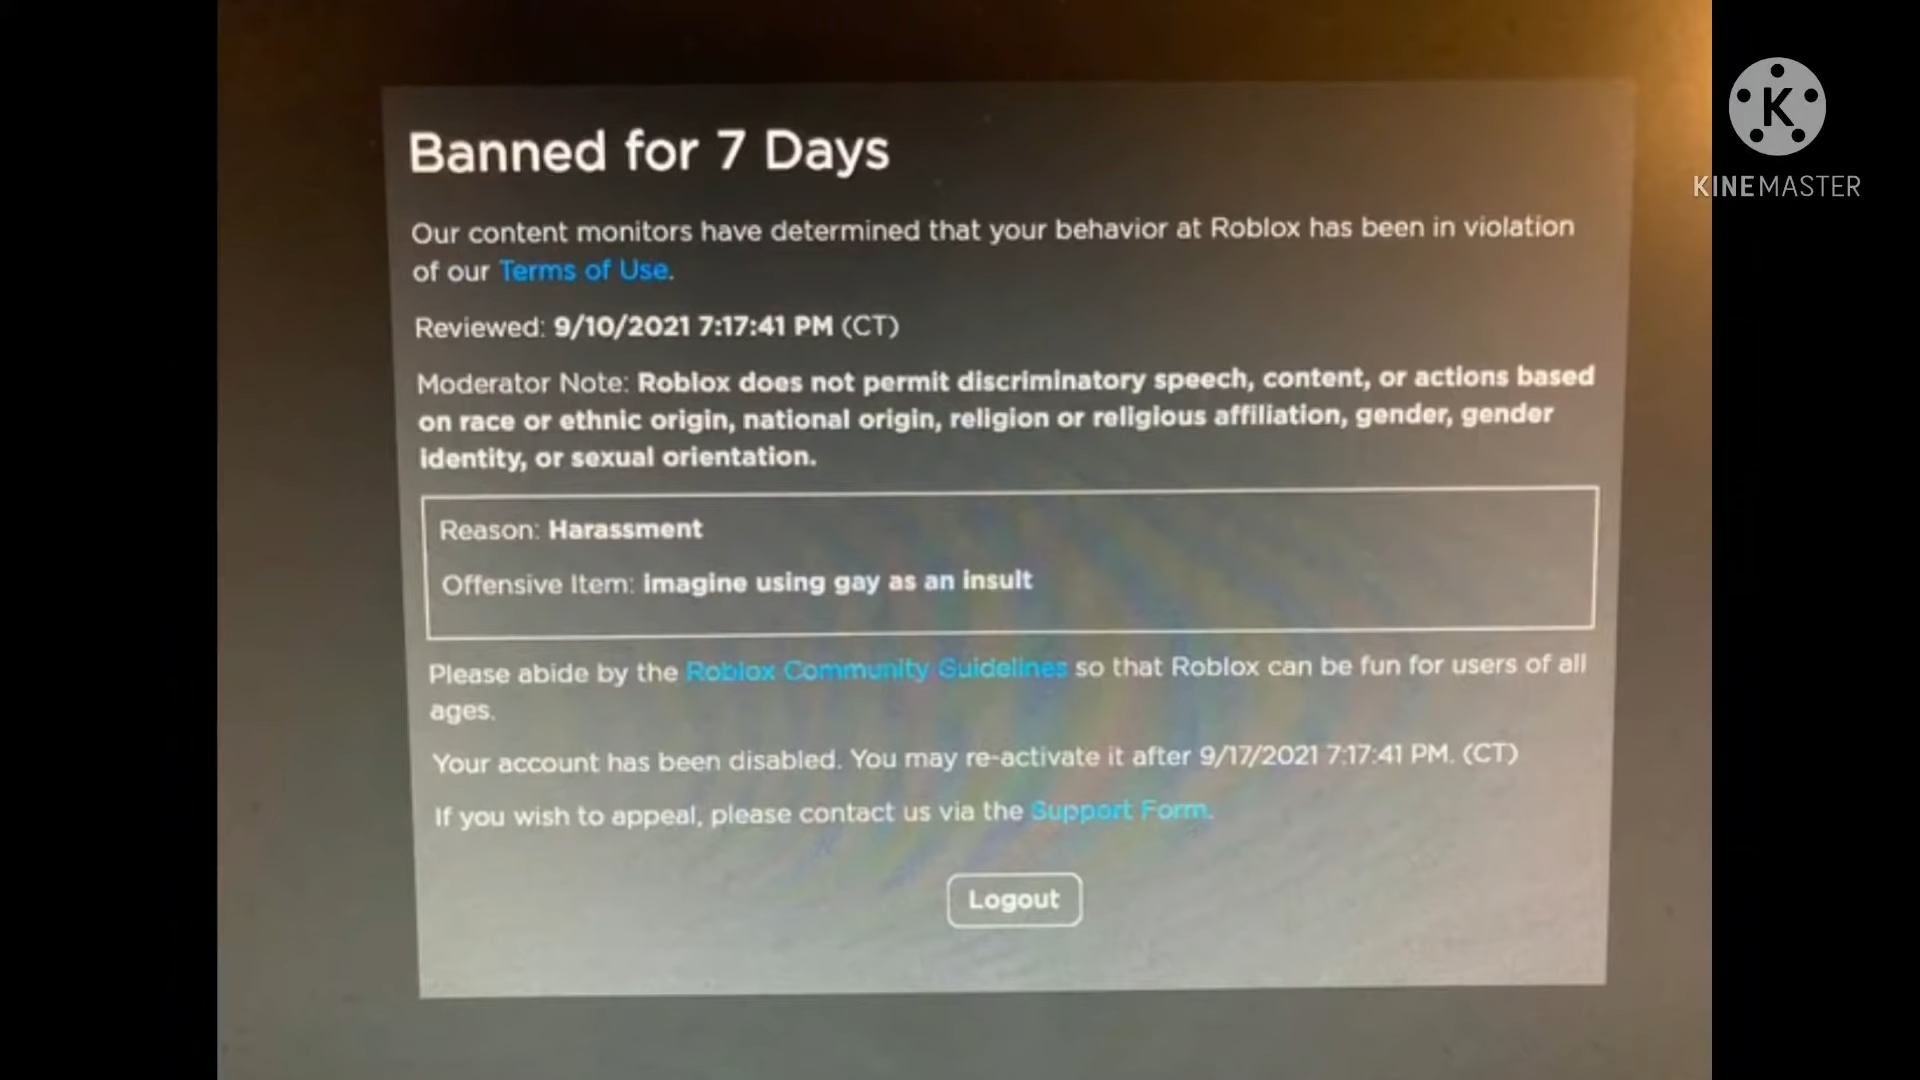 Banned for 7 Days
K
KINEMASTER
Our content monitors have determined that your behavior at Roblox has been in violation
of our Terms of Use.
Reviewed: 9/10/2021 7:17:41 PM (CT)
Moderator Note: Roblox does not permit discriminatory speech, content, or actions based
on race or ethnic origin, national origin, religion or religious affiliation, gender, gender
identity, or sexual orientation.
Reason: Harassment
Offensive Item: imagine using gay as an insult
Please abide by the Roblox Community Guidelines so that Roblox can be fun for users of all
ages.
Your account has been disabled. You may re-activate it after 9/17/2021 7:17:41 PM. (CT)
If you wish to appeal, please contact us via the Support Form.
Logout